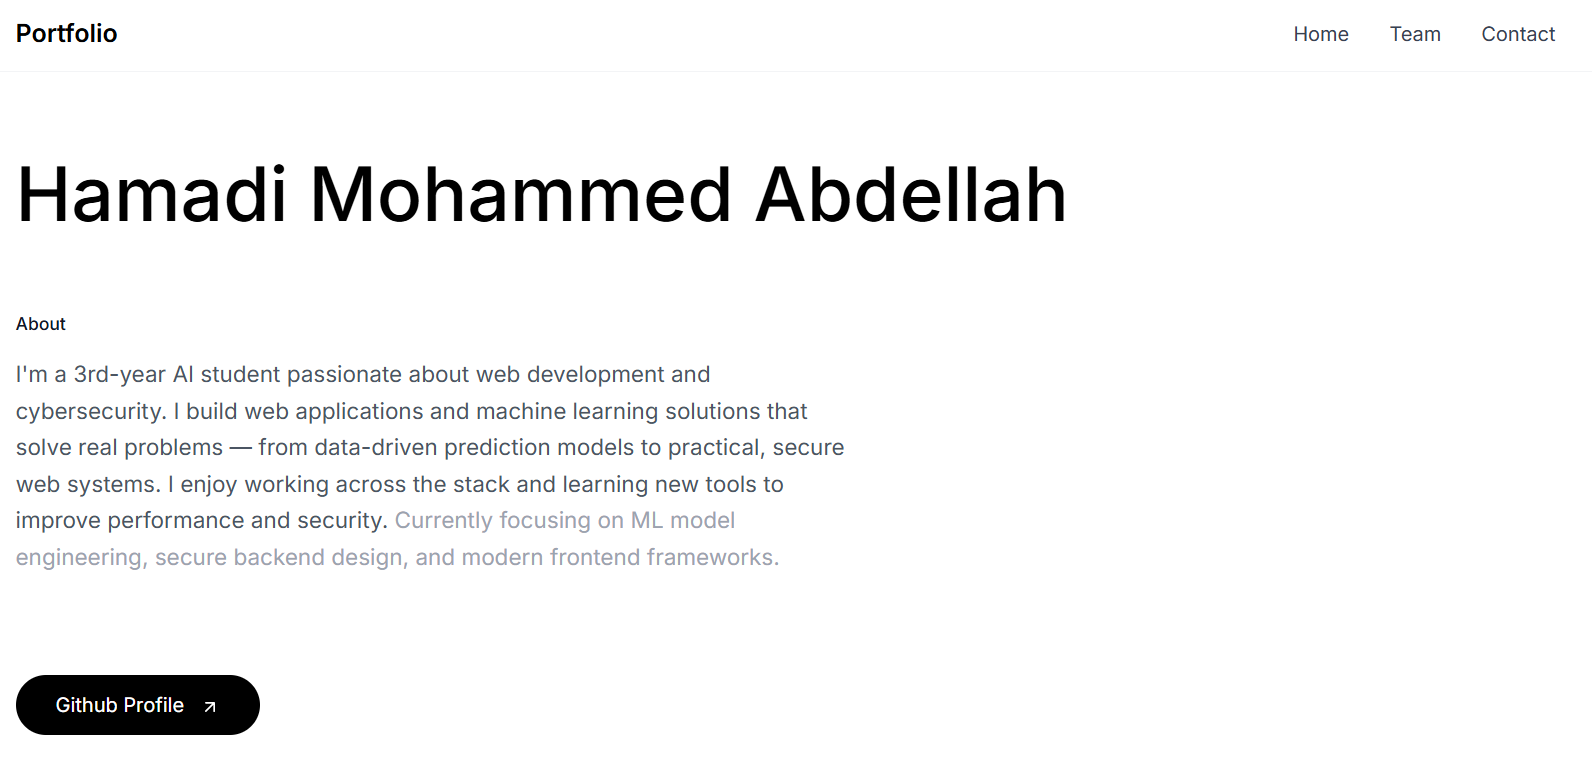 Portfolio
Home Team Contact
Hamadi Mohammed Abdellah
About
I'm a 3rd-year AI student passionate about web development and
cybersecurity. I build web applications and machine learning solutions that
solve real problems — from data-driven prediction models to practical, secure
web systems. I enjoy working across the stack and learning new tools to
improve performance and security. Currently focusing on ML model
engineering, secure backend design, and modern frontend frameworks.
Github Profile